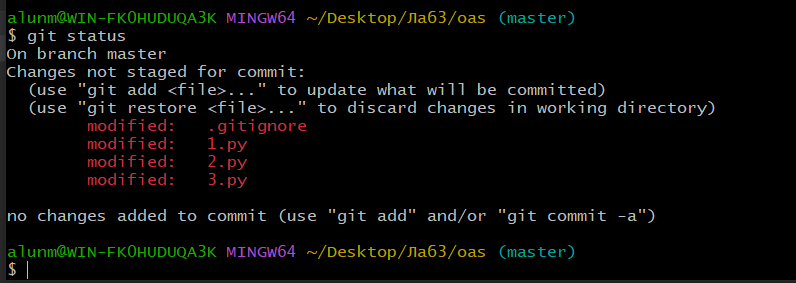 alunm@WIN-FK0HUDUQA3K MINGW64 ~/Desktop/Ла63/oas (master)
$ git status
On branch master
Changes not staged for commit:
  (use "git add <file>..." to update what will be committed)
  (use "git restore <file>..." to discard changes in working directory)
        modified:   .gitignore
        modified:   1.py
        modified:   2.py
        modified:   3.py

no changes added to commit (use "git add" and/or "git commit -a")

alunm@WIN-FK0HUDUQA3K MINGW64 ~/Desktop/Ла63/oas (master)
$